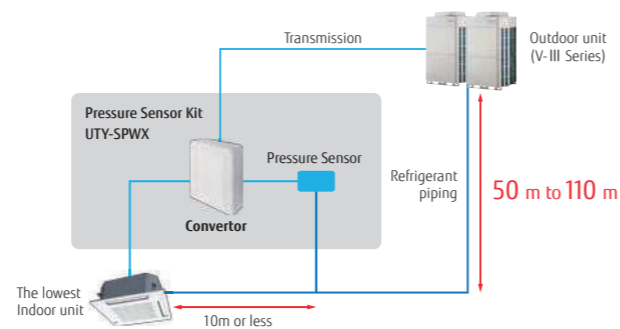 Transmission
Outdoor unit
(V-III Series)
Pressure Sensor Kit
UTY-SPWX
Pressure Sensor
Convertor
Refrigerant
piping
50 m to 110 m
The lowest
Indoor unit
10m or less